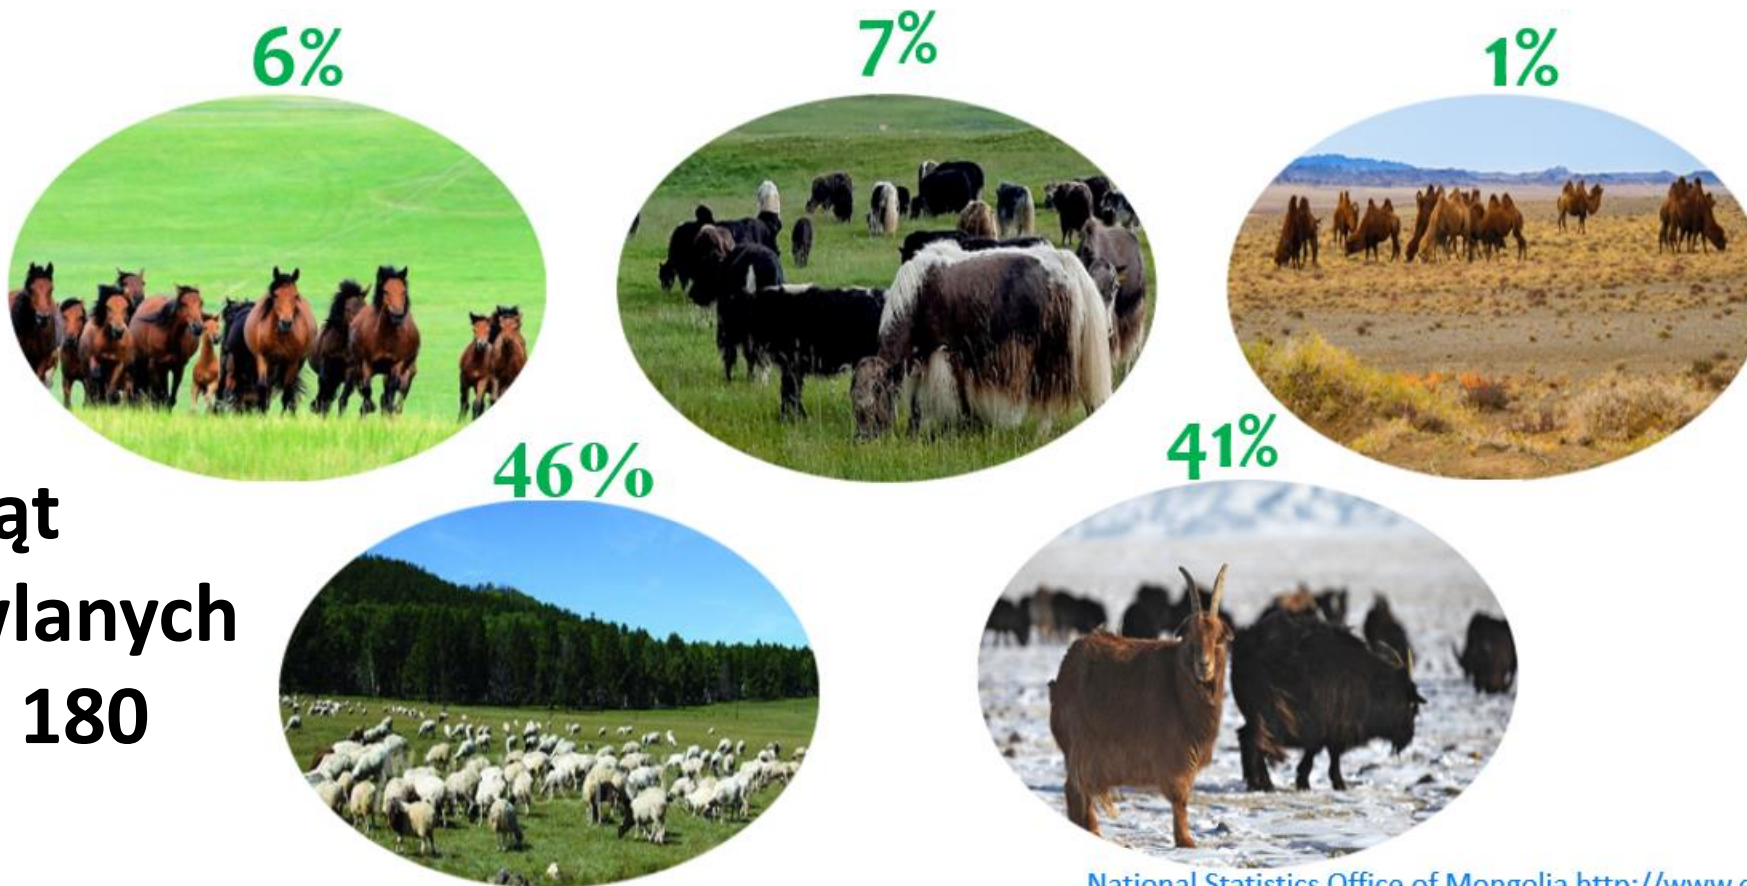 6%
7%
1%
46%
41%
ąt
ylanych
180
National Statistics Office of Mongolia http://www.